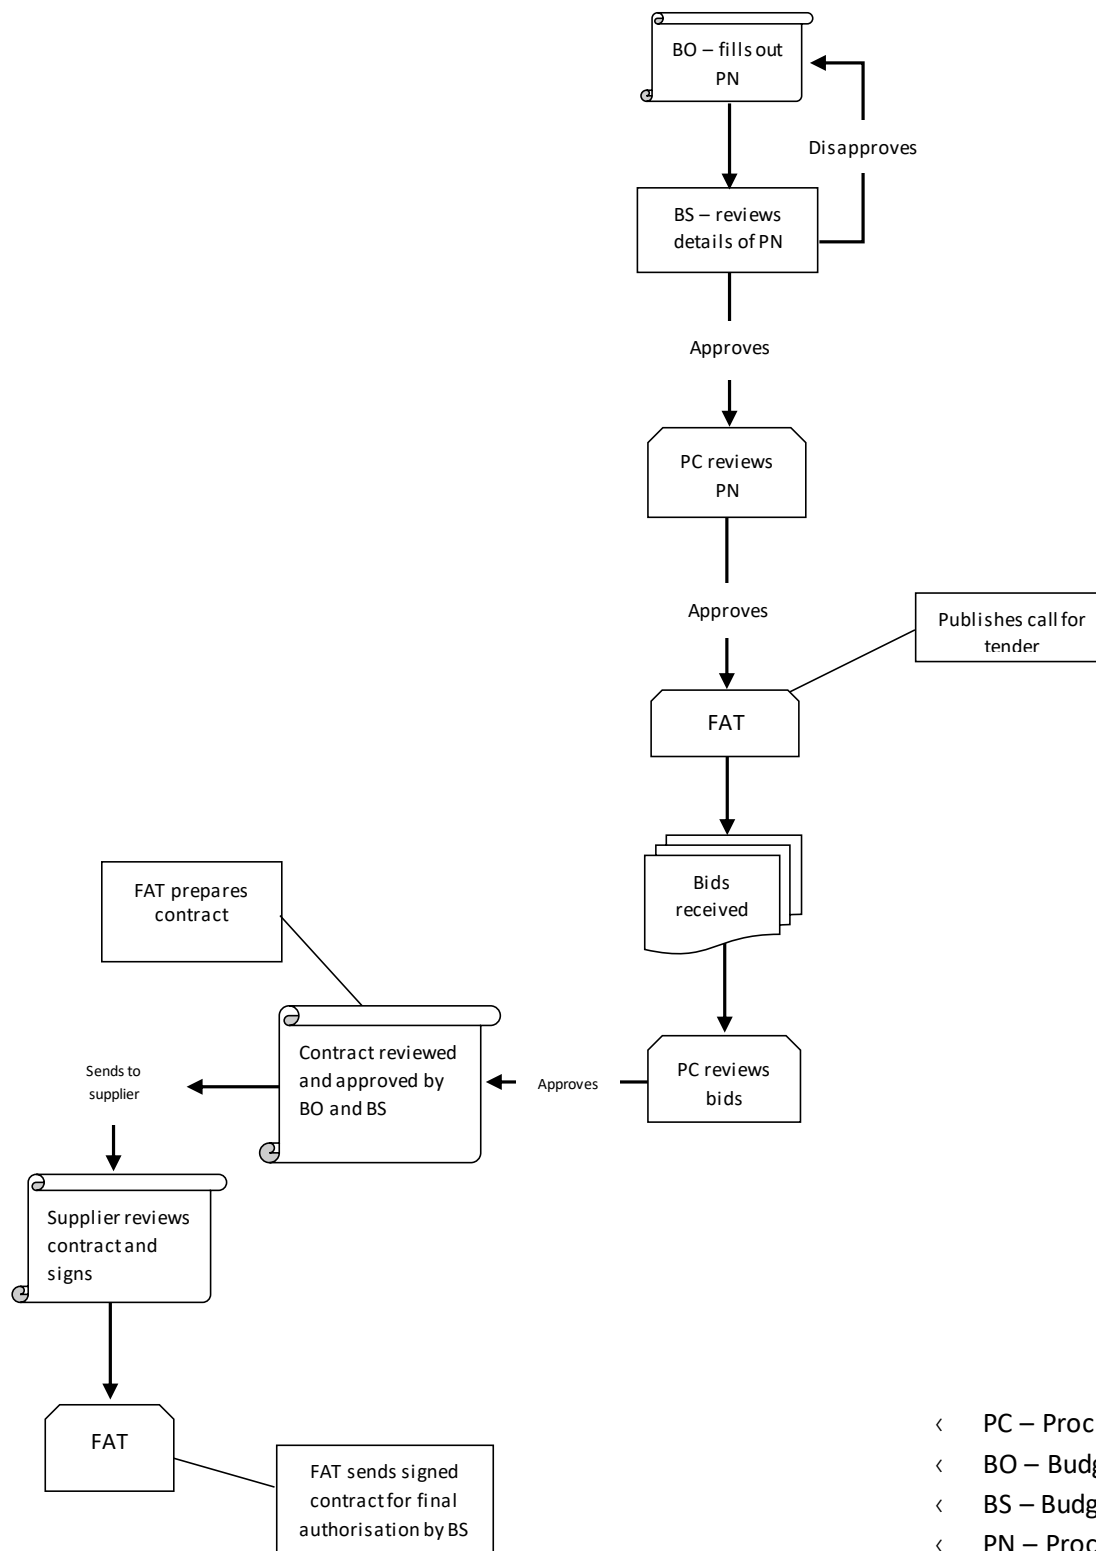 BO – fills out
PN
Disapproves
BS – reviews
details of PN
Approves
PC reviews
PN
Approves
Publishes call for
tender
FAT
Bids
received
FAT prepares
contract
PC reviews
bids
Approves
Contract reviewed
and approved by
BO and BS
Sends to
supplier
Supplier reviews
contract and
signs
FAT
FAT sends signed
contract for final
authorisation by BS
‹ PC – Proc
‹ BO – Budg
‹ BS – Budg
‹ PN – Proc